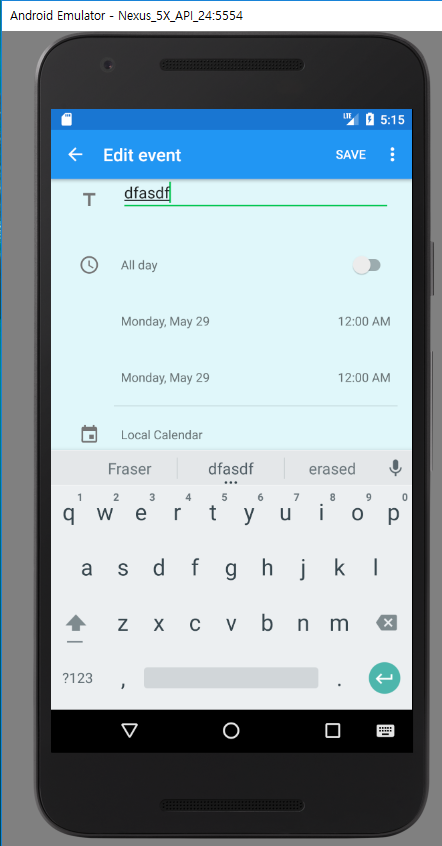 Android Emulator - Nexus_5X_API_24:5554
LTE 5:15
Edit event SAVE
T dfasdf
All day
Monday, May 29 12:00 AM
Monday, May 29 12:00 AM
Local Calendar
Fraser dfasdf erased
1 2 3 4 5 6 7 8 9 0
q w e r t y u i o p
a s d f g h j k l
z x c v b n m
?123 , .